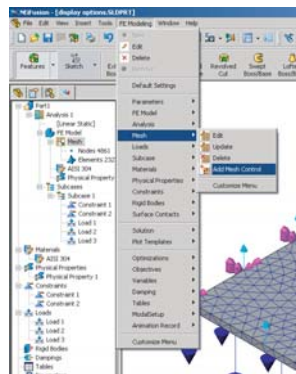 NEiFusion - [display options.SLDPRT]
File Edit View Insert Tools FE Modeling Window Help
Features
Sketch
Revolved Cut
Swept Boss/Base
Edit
Delete
Default Settings
Parameters
FE Model
Analysis
Mesh
Loads
Subcase
Materials
Physical Properties
Constraints
Rigid Bodies
Surface Contacts
Solution
Plot Templates
Optimizations
Objectives
Variables
Damping
Tables
ModalSetup
Animation Record
Customize Menu
Edit
Update
Delete
Add Mesh Control
Customize Menu
Part1
Analysis 1
[Linear Static]
FE Model
Mesh
Nodes 4861
Elements 232
AISI 304
Physical Property
Subcases
Subcase 1
Constraint 1
Constraint 2
Load 1
Load 2
Load 3
Materials
AISI 304
Physical Properties
Physical Property 1
Constraints
Constraint 1
Constraint 2
Loads
Load 1
Load 2
Load 3
Rigid Bodies
Dampings
Tables